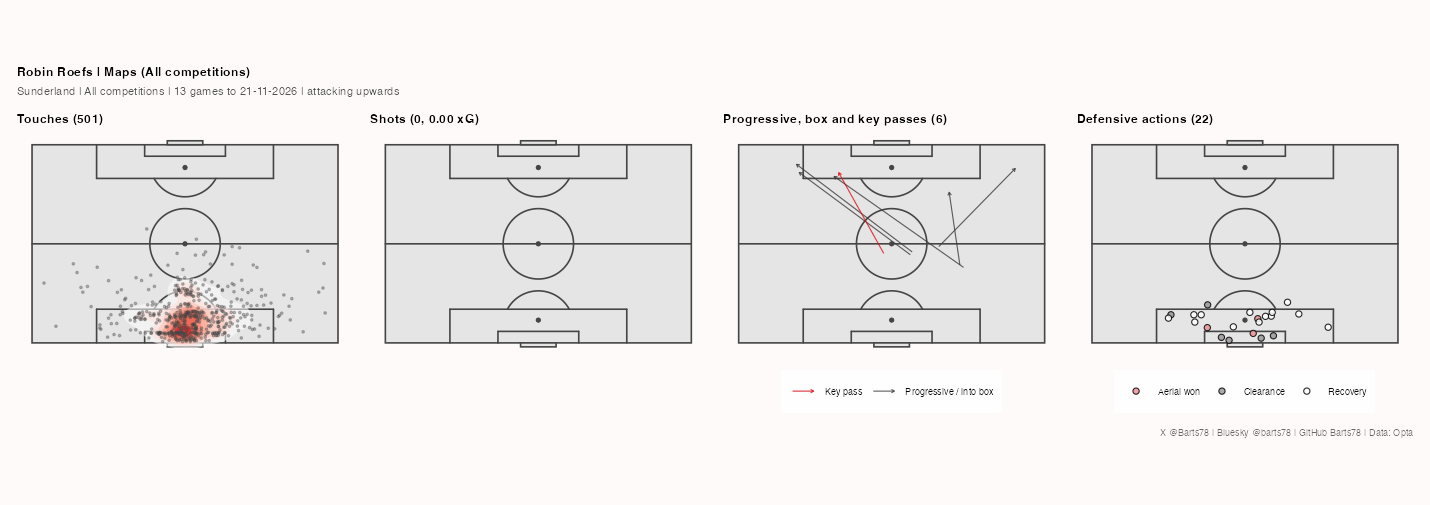 Robin Roefs | Maps (All competitions)
Sunderland | All competitions | 13 games to 21-11-2026 | attacking upwards
Touches (501)
Shots (0, 0.00 xG)
Progressive, box and key passes (6)
Defensive actions (22)
Key pass
Progressive / into box
Aerial won
Clearance
Recovery
X @Barts78 | Bluesky @barts78 | GitHub Barts78 | Data: Opta